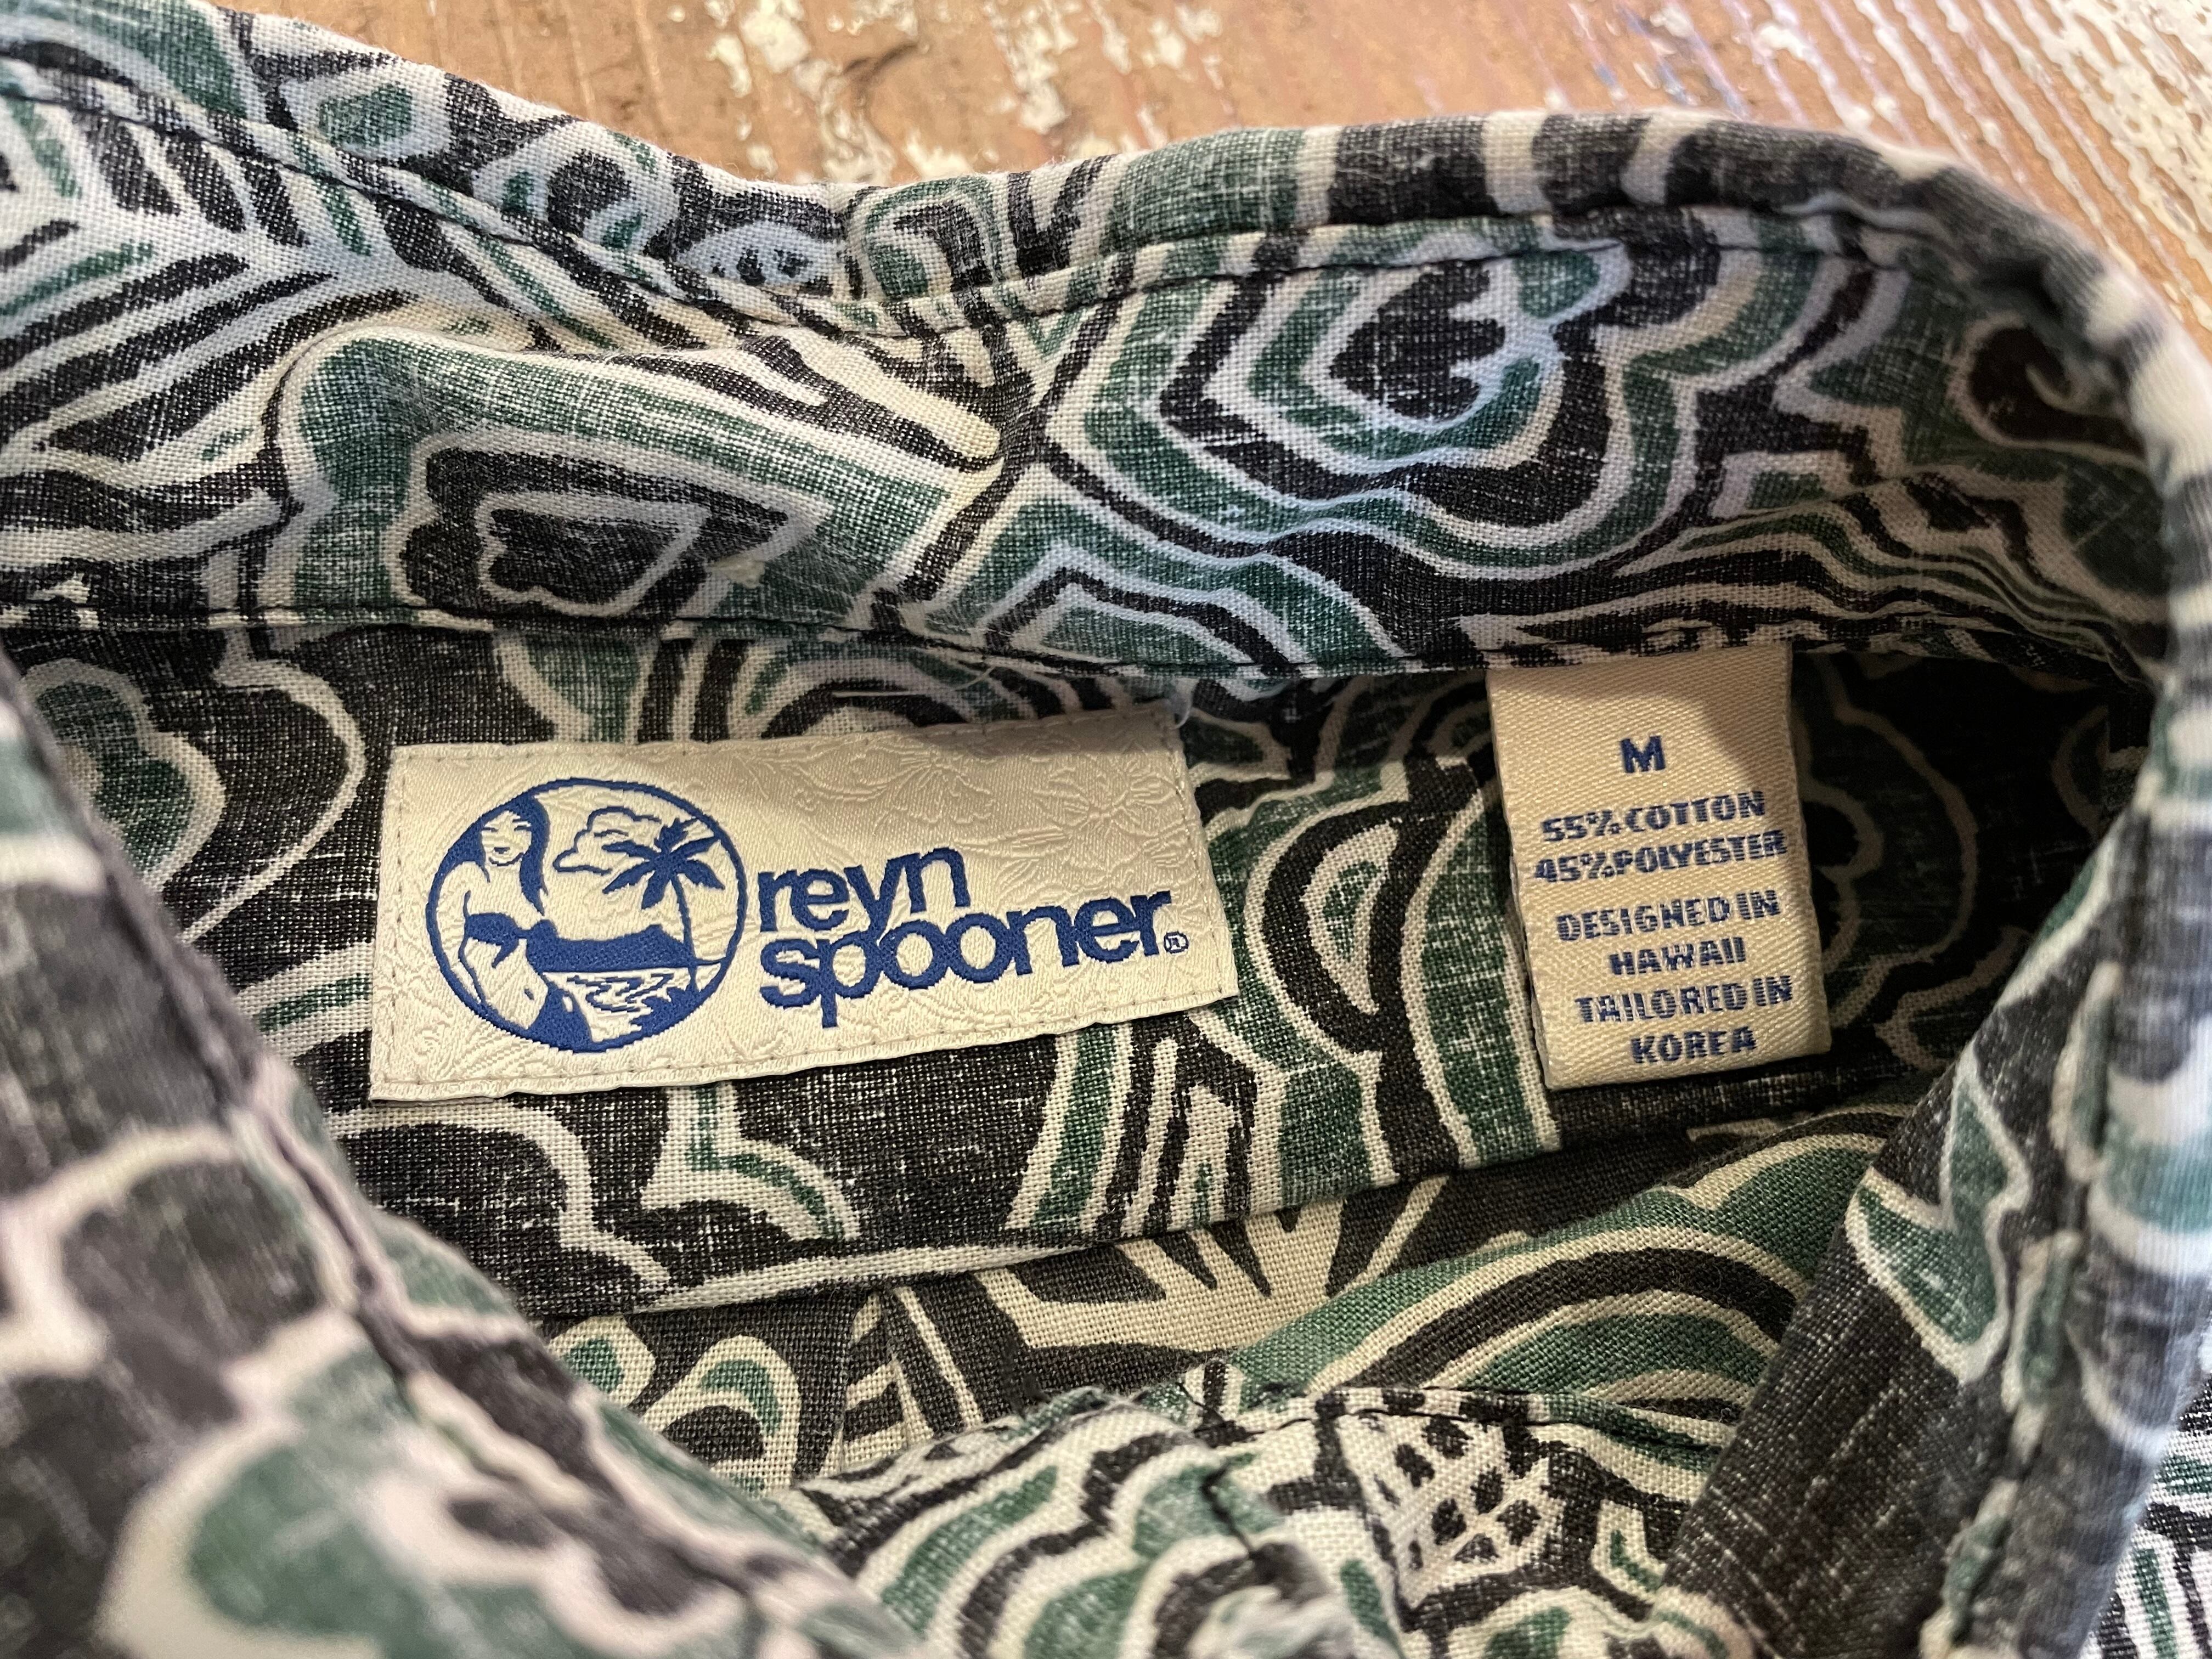 reyn
spooner®
M
55% COTTON
45% POLYESTER
DESIGNED IN
HAWAII
TAILORED IN
KOREA